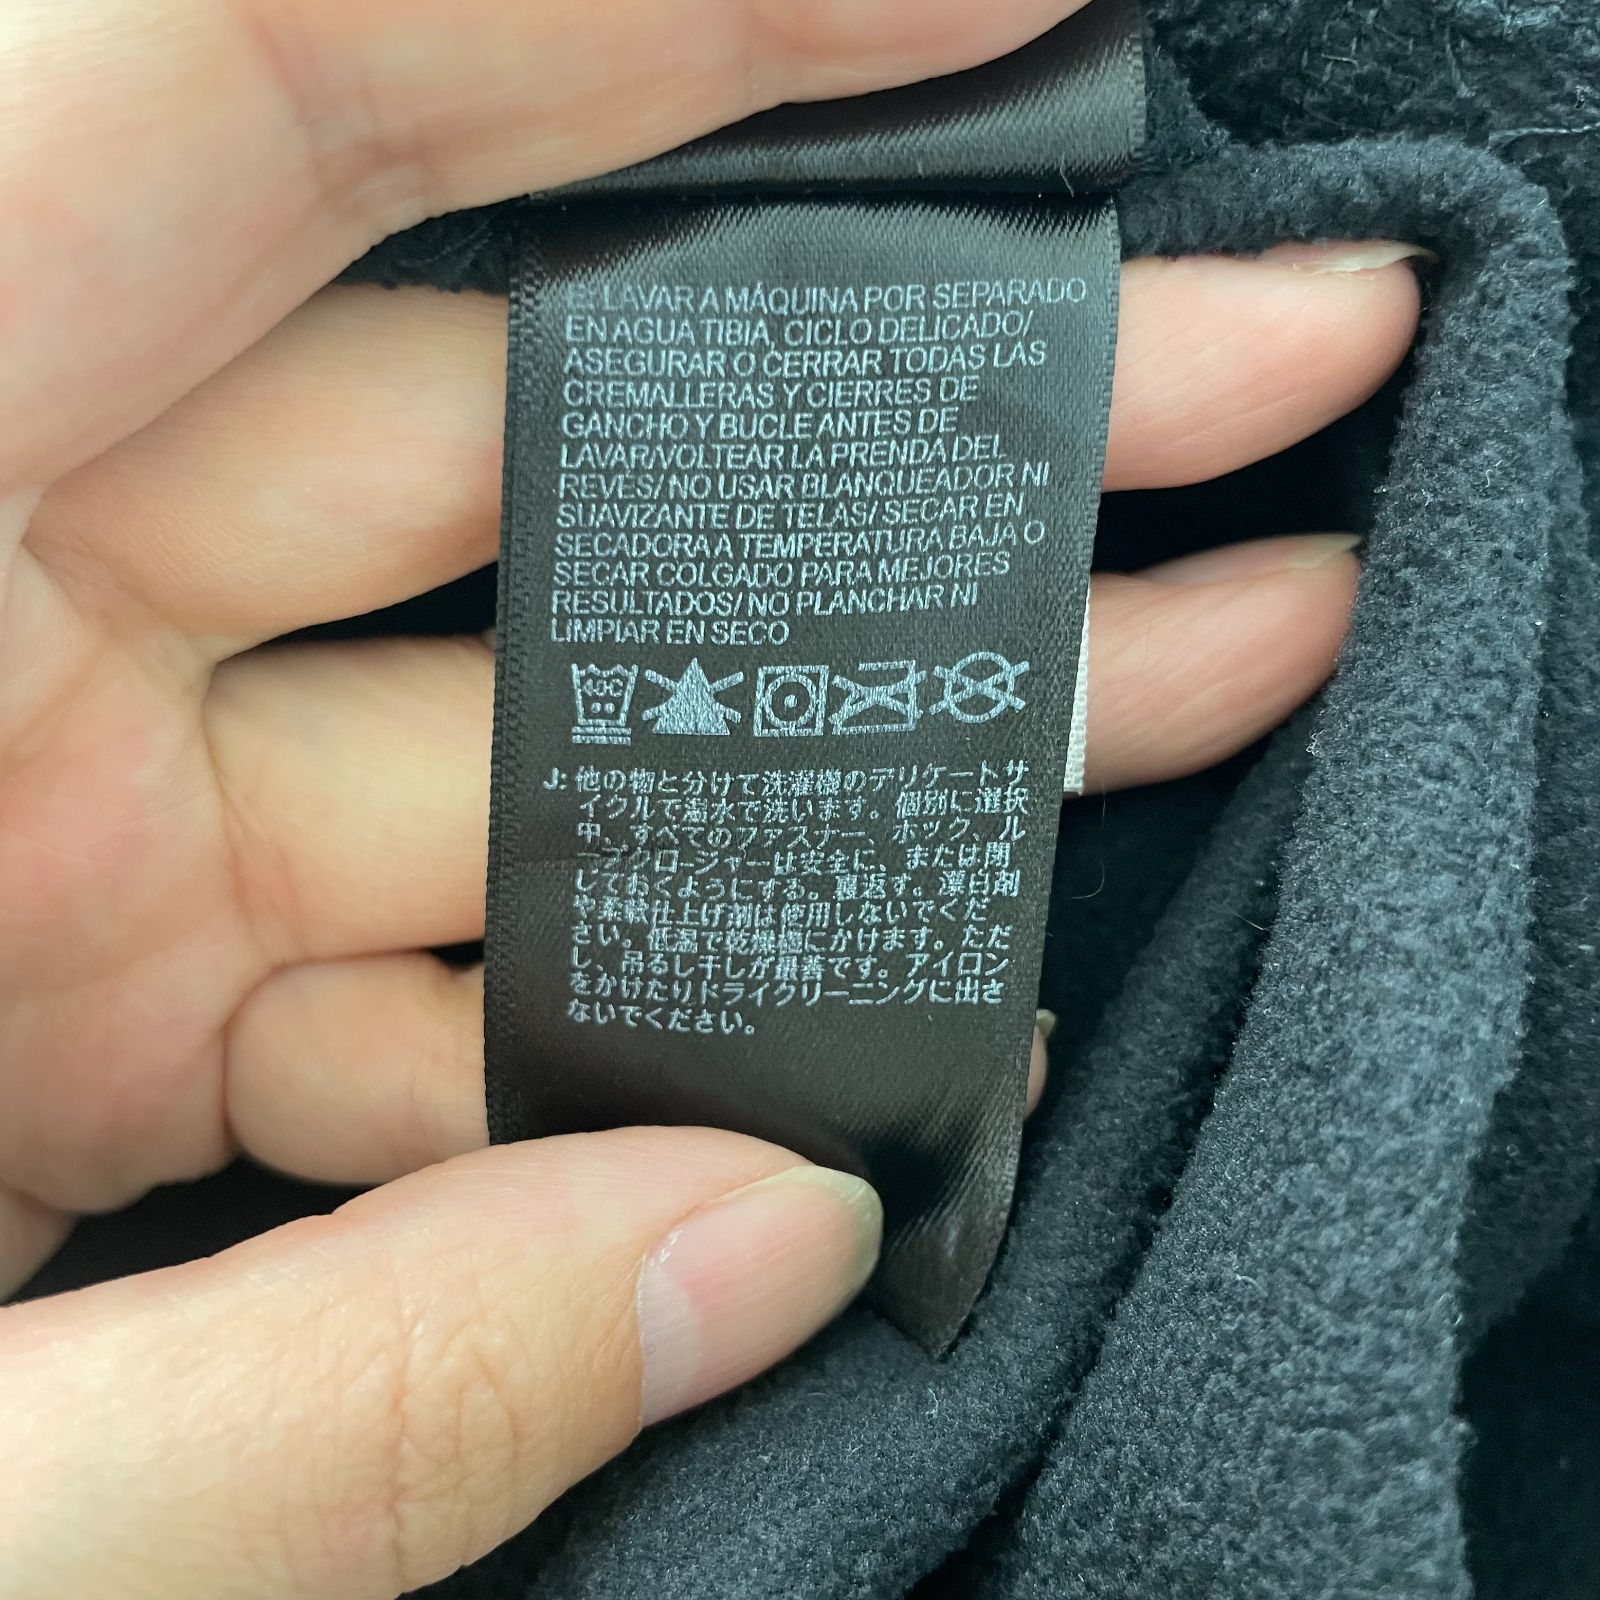 E: LAVAR A MÁQUINA POR SEPARADO
EN AGUA TIBIA, CICLO DELICADO/
ASEGURAR O CERRAR TODAS LAS
CREMALLERAS Y CIERRES DE
GANCHO Y BUCLE ANTES DE
LAVAR/VOLTEAR LA PRENDA DEL
REVES/ NO USAR BLANQUEADOR NI
SUAVIZANTE DE TELAS/ SECAR EN
SECADORA A TEMPERATURA BAJA O
SECAR COLGADO PARA MEJORES
RESULTADOS/ NO PLANCHAR NI
LIMPIAR EN SECO
40C
J: 他の物と分けて洗濯機のデリケートサ
イクルで温水で洗います。個別に選択
中、すべてのファスナー、ホック、ル
ープクロージャーは安全に、または閉
しておくようにする。裏返す。漂白剤
や柔軟仕上げ剤は使用しないでくだ
さい。低温で乾燥機にかけます。ただ
し、吊るし干しが最善です。アイロン
をかけたりドライクリーニングに出さ
ないでください。